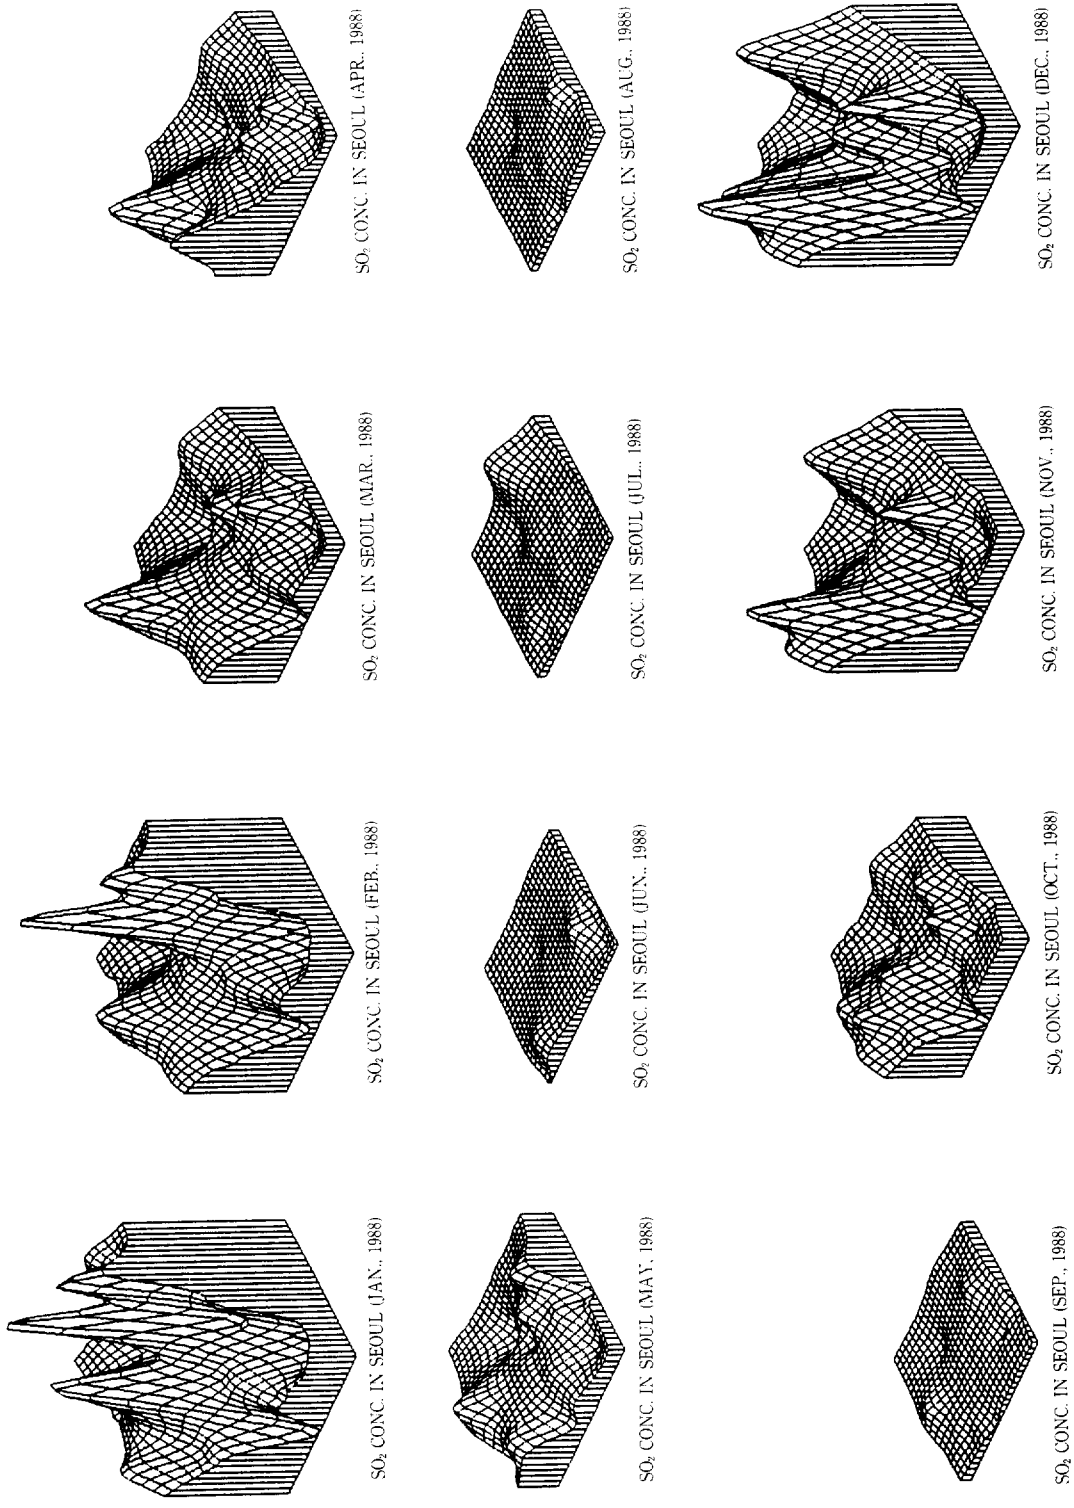 SO₂ CONC. IN SEOUL (JAN., 1988)
SO₂ CONC. IN SEOUL (FEB., 1988)
SO₂ CONC. IN SEOUL (MAR., 1988)
SO₂ CONC. IN SEOUL (APR., 1988)
SO₂ CONC. IN SEOUL (MAY, 1988)
SO₂ CONC. IN SEOUL (JUN., 1988)
SO₂ CONC. IN SEOUL (JUL., 1988)
SO₂ CONC. IN SEOUL (AUG., 1988)
SO₂ CONC. IN SEOUL (SEP., 1988)
SO₂ CONC. IN SEOUL (OCT., 1988)
SO₂ CONC. IN SEOUL (NOV., 1988)
SO₂ CONC. IN SEOUL (DEC., 1988)